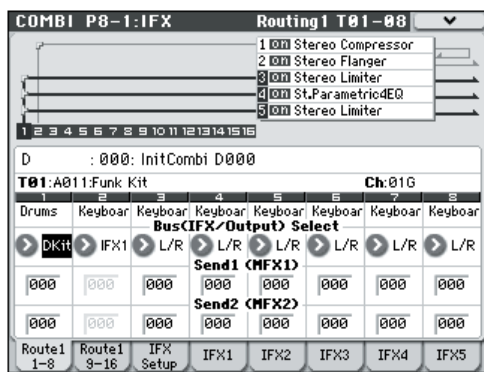 COMBI P8-1:IFX Routing1 T01-08
1 on Stereo Compressor
2 on Stereo Flanger
3 on Stereo Limiter
4 on St.Parametric4EQ
5 on Stereo Limiter
1 2 3 4 5 6 7 8 9 10 11 12 13 14 15 16
D : 000: InitCombi D000
T01:A011:Funk Kit Ch:01G
1 2 3 4 5 6 7 8
Drums Keyboar Keyboar Keyboar Keyboar Keyboar Keyboar Keyboar
Bus(IFX/Output) Select
DKit IFX1 L/R L/R L/R L/R L/R L/R
Send1 (MFX1)
000 000 000 000 000 000 000 000
Send2 (MFX2)
000 000 000 000 000 000 000 000
Route1 1-8 Route1 9-16 IFX Setup IFX1 IFX2 IFX3 IFX4 IFX5